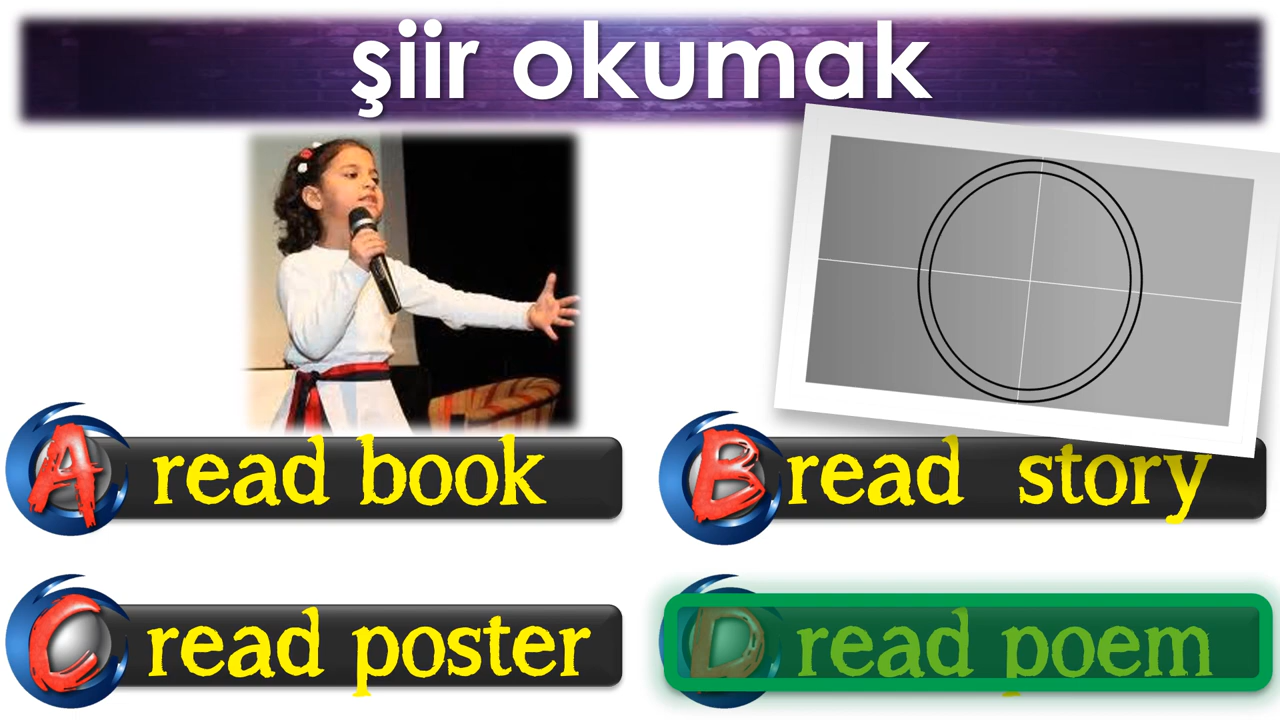 şiir okumak
A read book
B read story
C read poster
D read poem